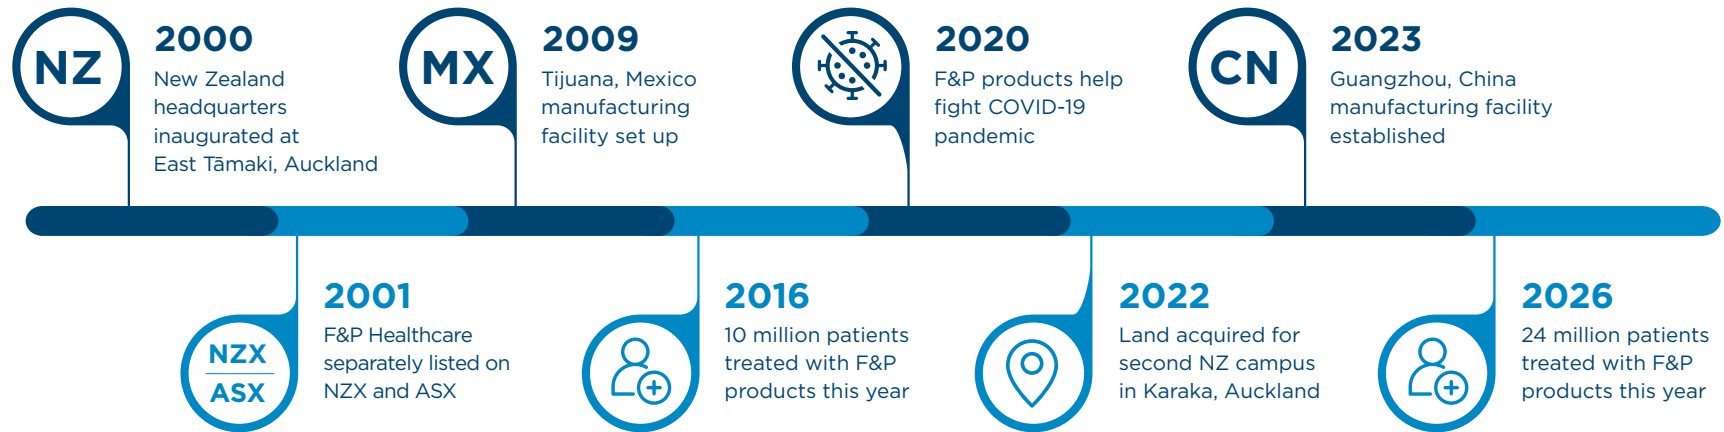 NZ
2000
New Zealand
headquarters
inaugurated at
East Tāmaki, Auckland
MX
2009
Tijuana, Mexico
manufacturing
facility set up
2020
F&P products help
fight COVID-19
pandemic
CN
2023
Guangzhou, China
manufacturing facility
established
NZX
ASX
2001
F&P Healthcare
separately listed on
NZX and ASX
2016
10 million patients
treated with F&P
products this year
2022
Land acquired for
second NZ campus
in Karaka, Auckland
2026
24 million patients
treated with F&P
products this year